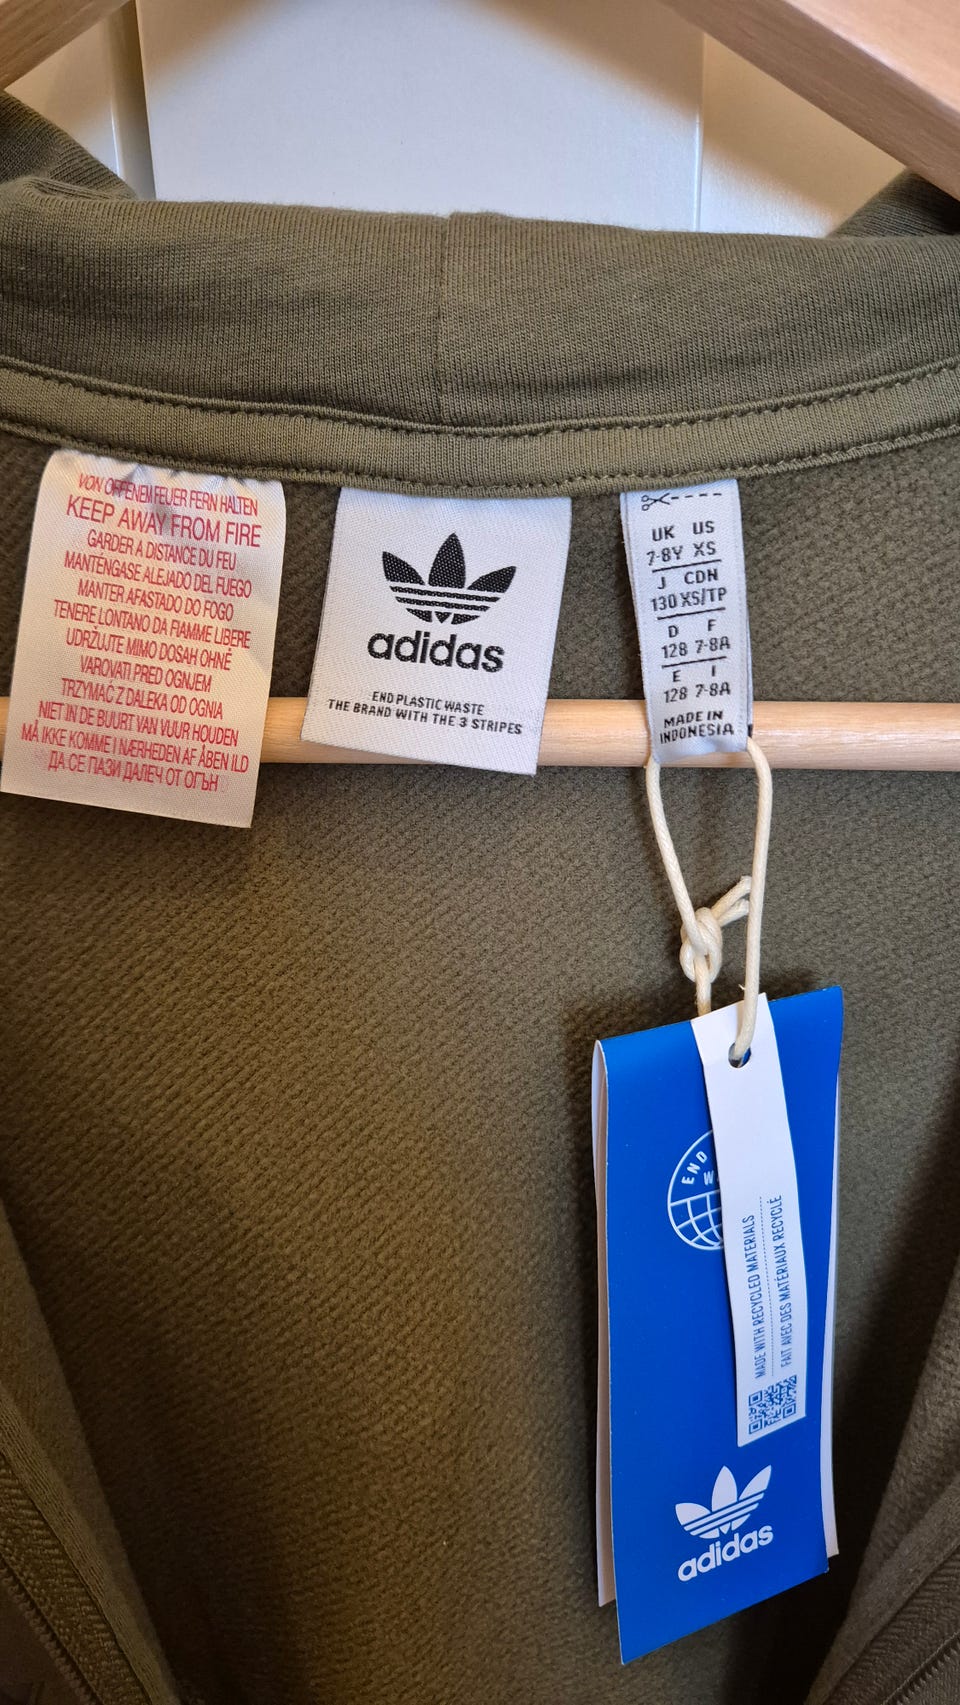 VON OFFENEM FEUER FERN HALTEN
KEEP AWAY FROM FIRE
GARDER A DISTANCE DU FEU
MANTÉNGASE ALEJADO DEL FUEGO
MANTER AFASTADO DO FOGO
TENERE LONTANO DA FIAMME LIBERE
UDRŽUJTE MIMO DOSAH OHNĚ
VAROVATI PRED OGNJEM
TRZYMAĆ Z DALEKA OD OGNIA
NIET IN DE BUURT VAN VUUR HOUDEN
MÅ IKKE KOMME I NÆRHEDEN AF ÅBEN ILD
ДА СЕ ПАЗИ ДАЛЕЧ ОТ ОГЪН
adidas
END PLASTIC WASTE
THE BRAND WITH THE 3 STRIPES
UK US
7-8Y XS
J CDN
130 XS/TP
D F
128 7-8A
E I
128 7-8A
MADE IN
INDONESIA
END
W
MADE WITH RECYCLED MATERIALS
FAIT AVEC DES MATÉRIAUX RECYCLÉ
adidas